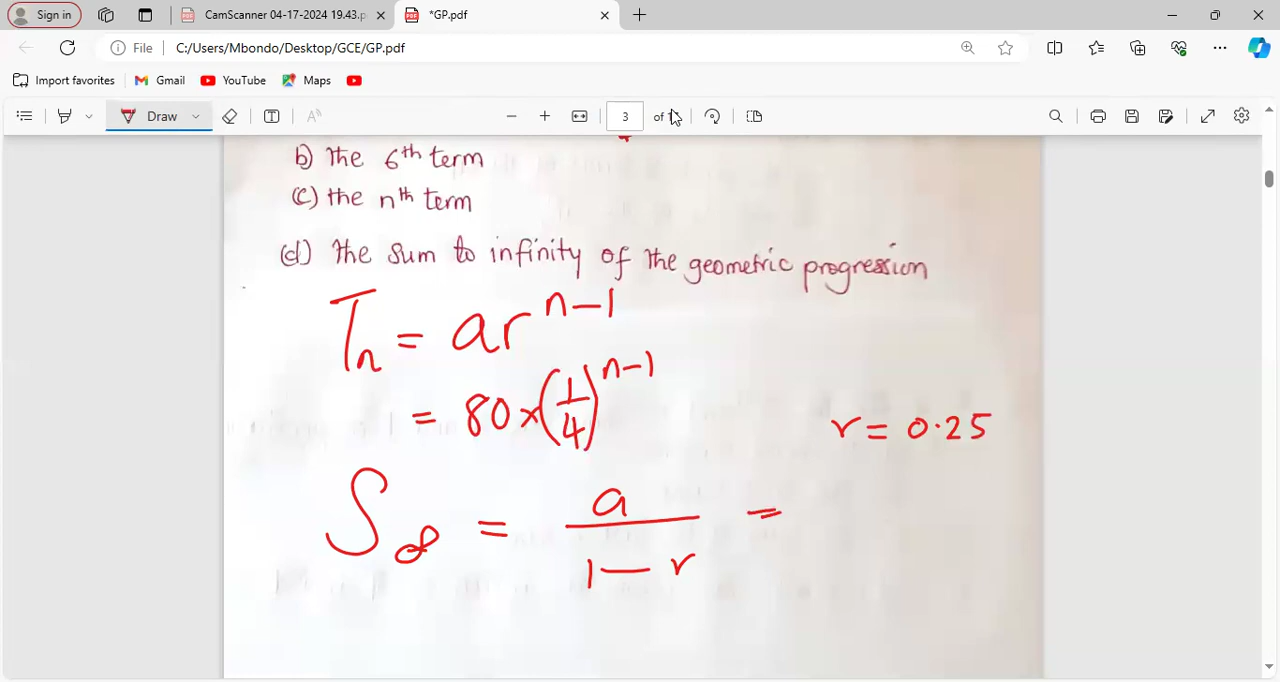 Sign in
CamScanner 04-17-2024 19.43.p
*GP.pdf
File
C:/Users/Mbondo/Desktop/GCE/GP.pdf
Import favorites
Gmail
YouTube
Maps
Draw
3
of
b) the 6th term
(c) the nth term
(d) the sum to infinity of the geometric progression
Tn = ar^(n-1)
= 80×(1/4)^(n-1)
r = 0.25
S∞ = a/(1-r) =